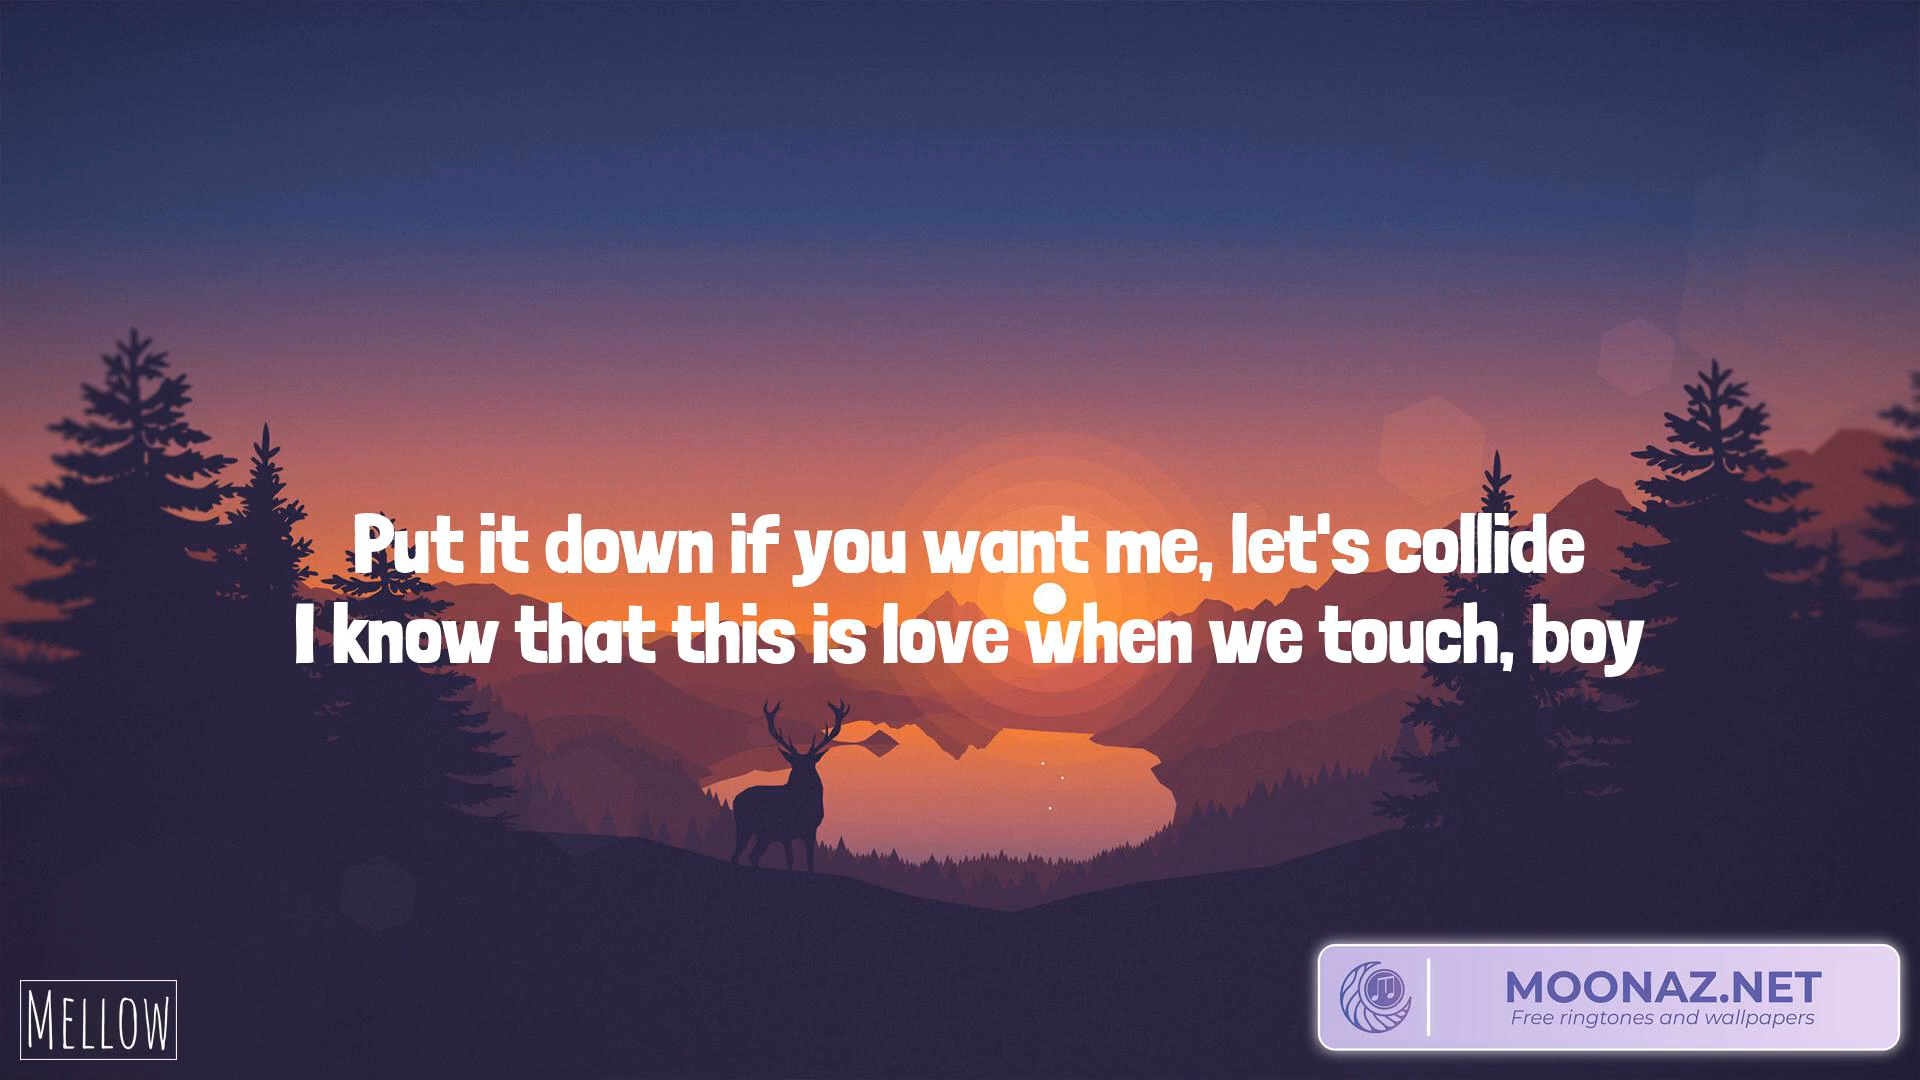 Put it down if you want me, let's collide
I know that this is love when we touch, boy
MELLOW
MOONAZ.NET
Free ringtones and wallpapers